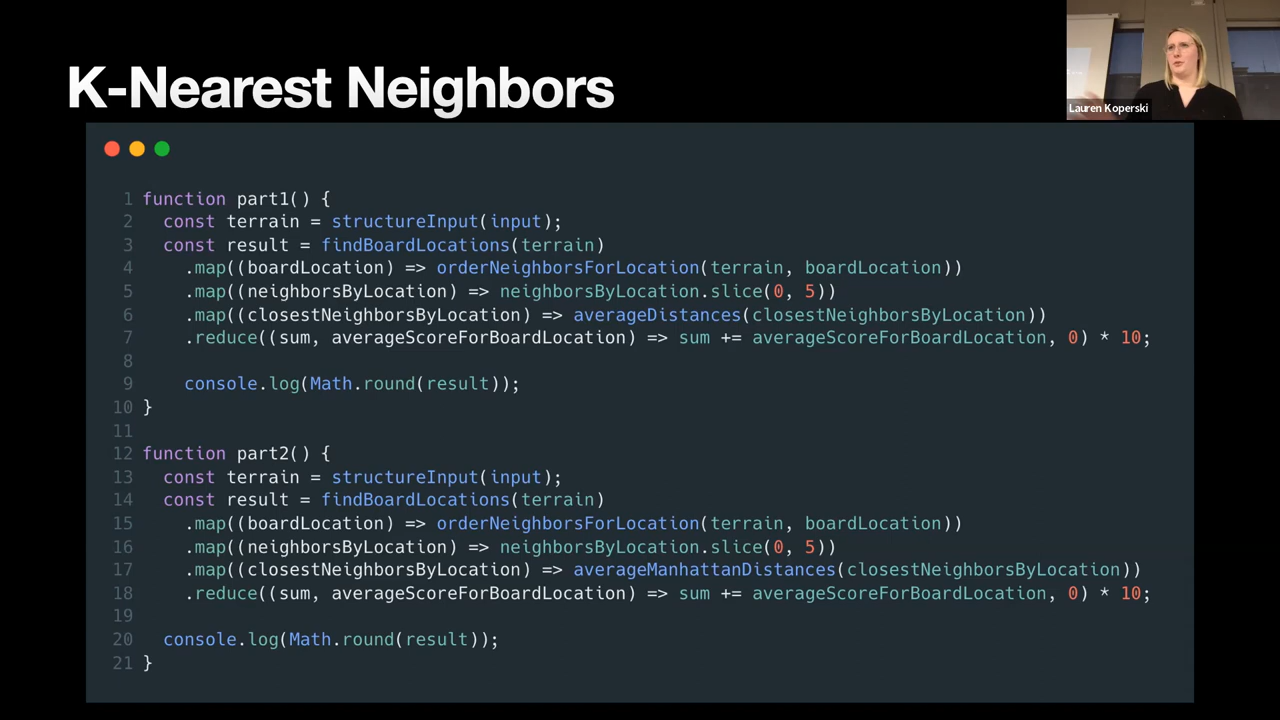 K-Nearest Neighbors
Lauren Koperski
1 function part1() {
2 const terrain = structureInput(input);
3 const result = findBoardLocations(terrain)
4 .map((boardLocation) => orderNeighborsForLocation(terrain, boardLocation))
5 .map((neighborsByLocation) => neighborsByLocation.slice(0, 5))
6 .map((closestNeighborsByLocation) => averageDistances(closestNeighborsByLocation))
7 .reduce((sum, averageScoreForBoardLocation) => sum += averageScoreForBoardLocation, 0) * 10;
8
9 console.log(Math.round(result));
10 }
11
12 function part2() {
13 const terrain = structureInput(input);
14 const result = findBoardLocations(terrain)
15 .map((boardLocation) => orderNeighborsForLocation(terrain, boardLocation))
16 .map((neighborsByLocation) => neighborsByLocation.slice(0, 5))
17 .map((closestNeighborsByLocation) => averageManhattanDistances(closestNeighborsByLocation))
18 .reduce((sum, averageScoreForBoardLocation) => sum += averageScoreForBoardLocation, 0) * 10;
19
20 console.log(Math.round(result));
21 }